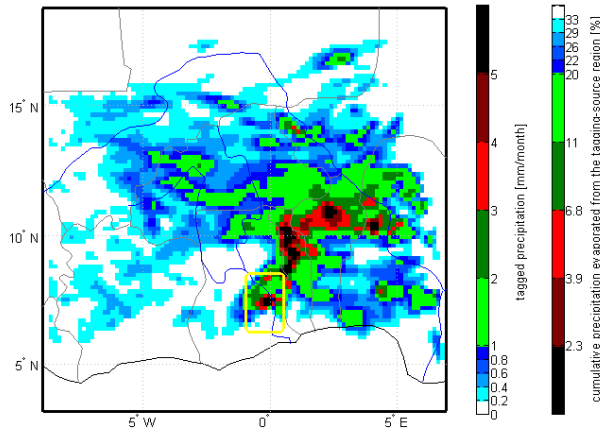 15° N
10° N
5° N
5° W
0°
5° E
5
4
3
2
1
0.8
0.6
0.4
0.2
0
tagged precipitation [mm/month]
33
29
26
22
20
11
6.8
3.9
2.3
cumulative precipitation evaporated from the tagging-source region [%]